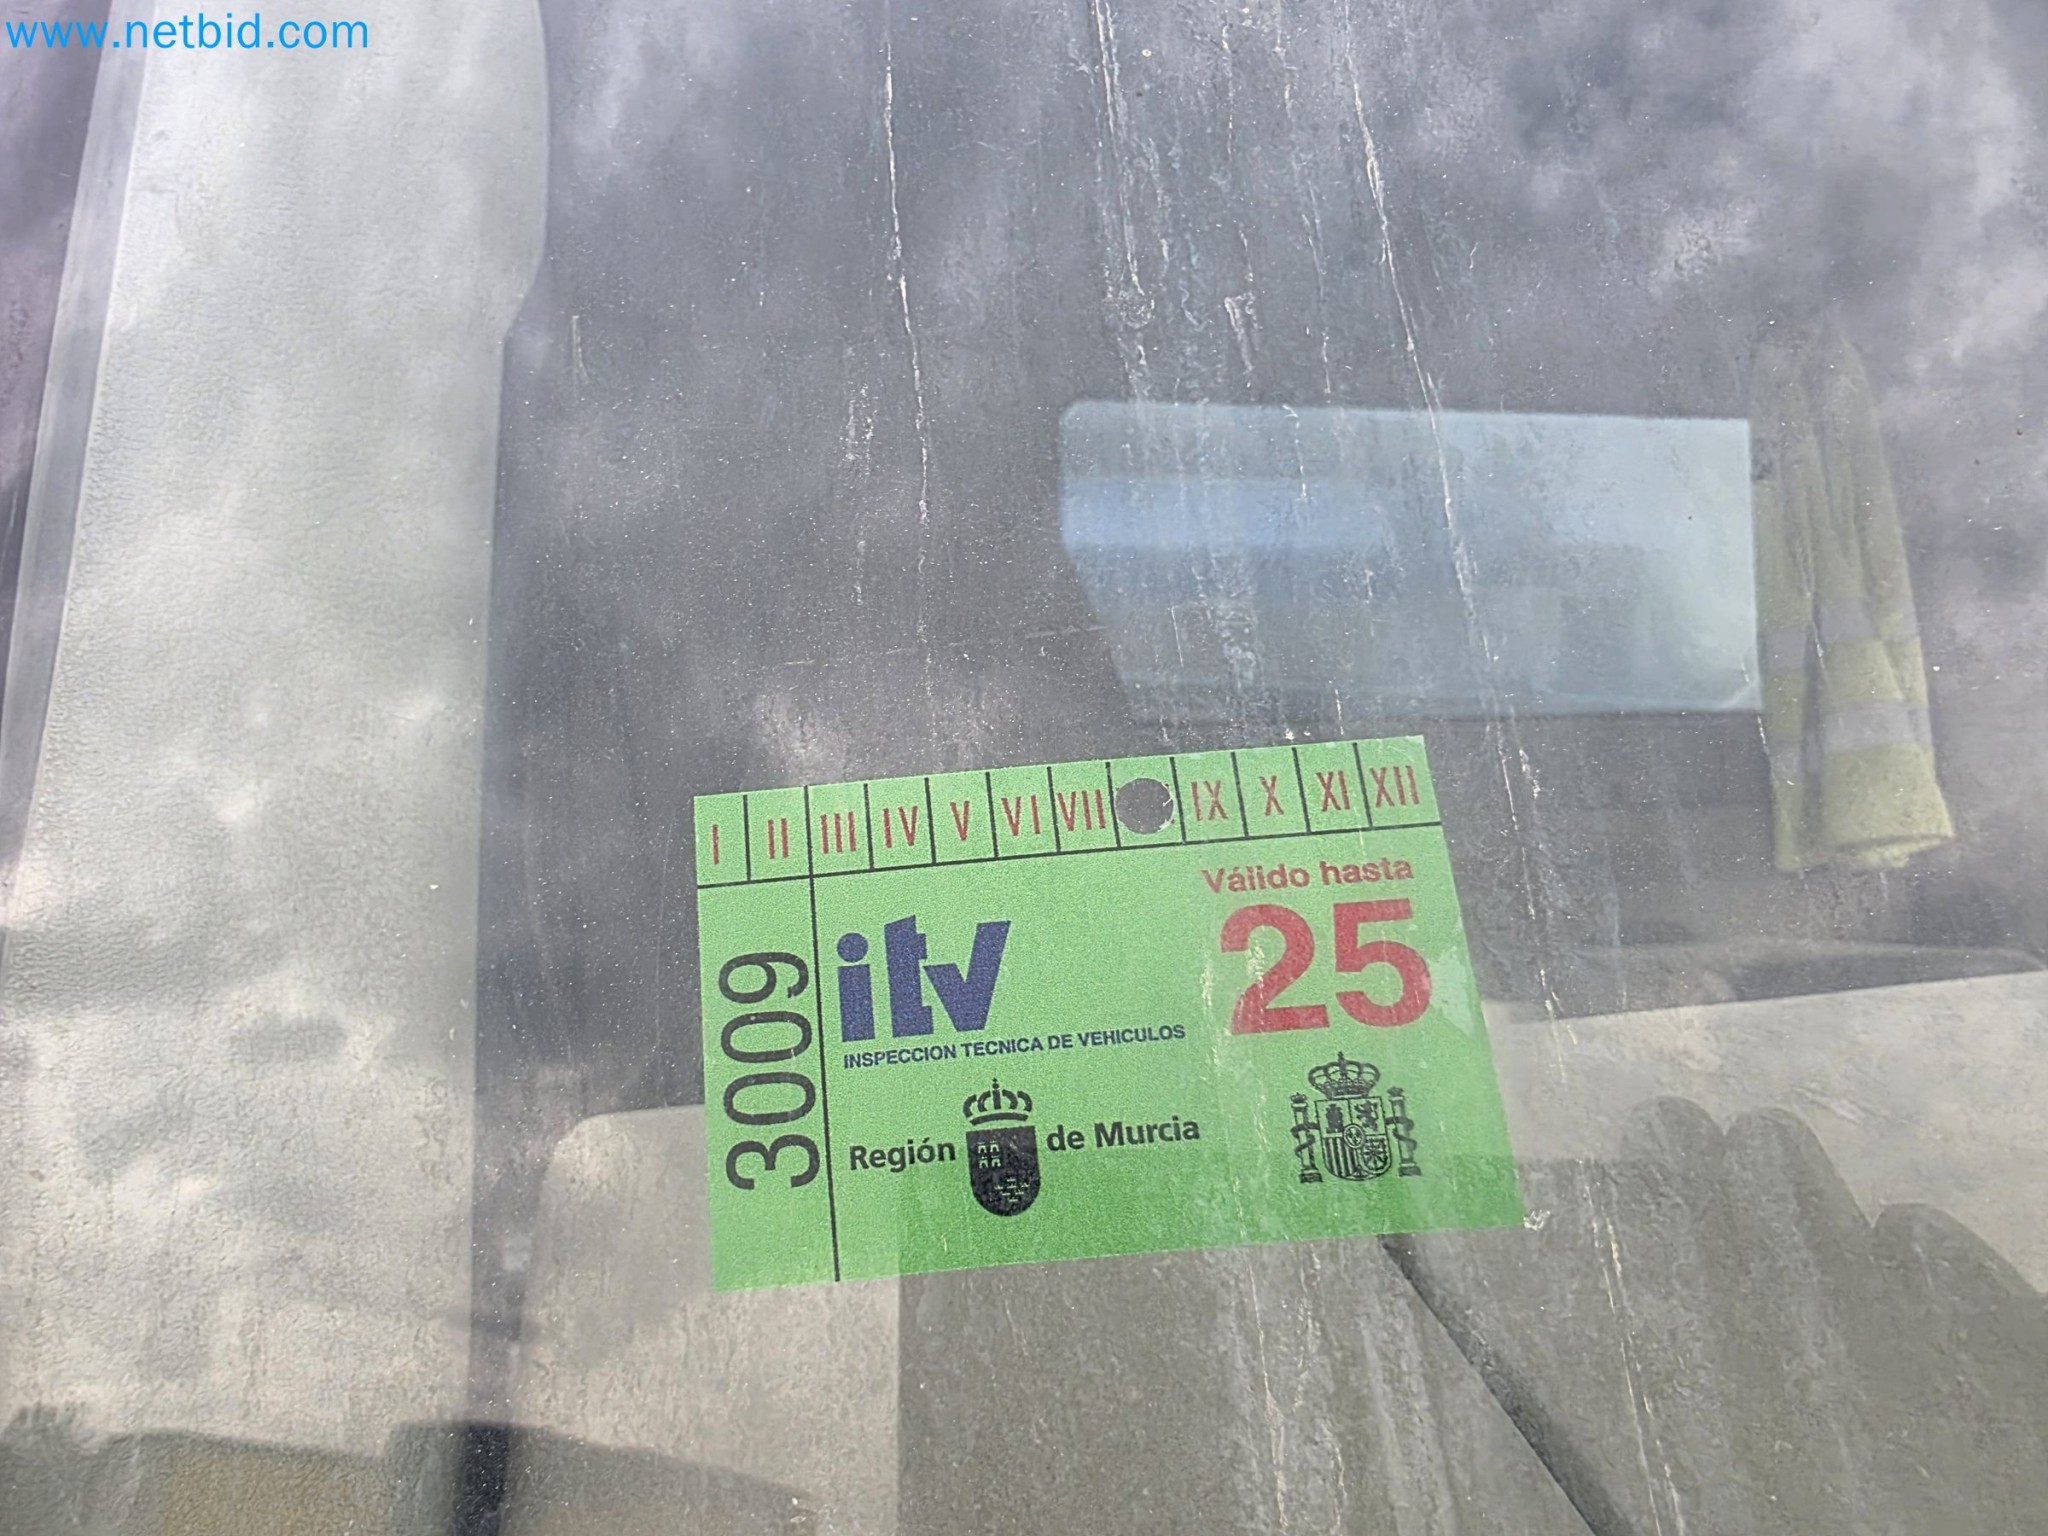 www.netbid.com
I II III IV V VI VII IX X XI XII
Válido hasta
25
itv
INSPECCION TECNICA DE VEHICULOS
Región de Murcia
3009